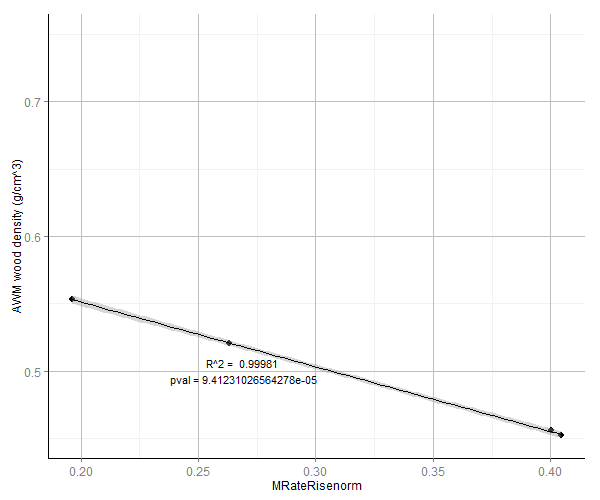 AWM wood density (g/cm^3)
0.7
0.6
0.5
R^2 = 0.99981
pval = 9.41231026564278e-05
0.20 0.25 0.30 0.35 0.40
MRateRisenorm